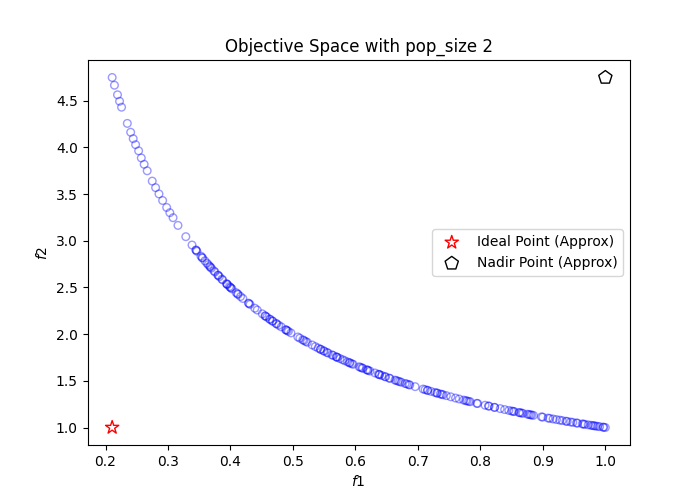 Objective Space with pop_size 2
f2
4.5
4.0
3.5
3.0
2.5
2.0
1.5
1.0
Ideal Point (Approx)
Nadir Point (Approx)
0.2 0.3 0.4 0.5 0.6 0.7 0.8 0.9 1.0
f1